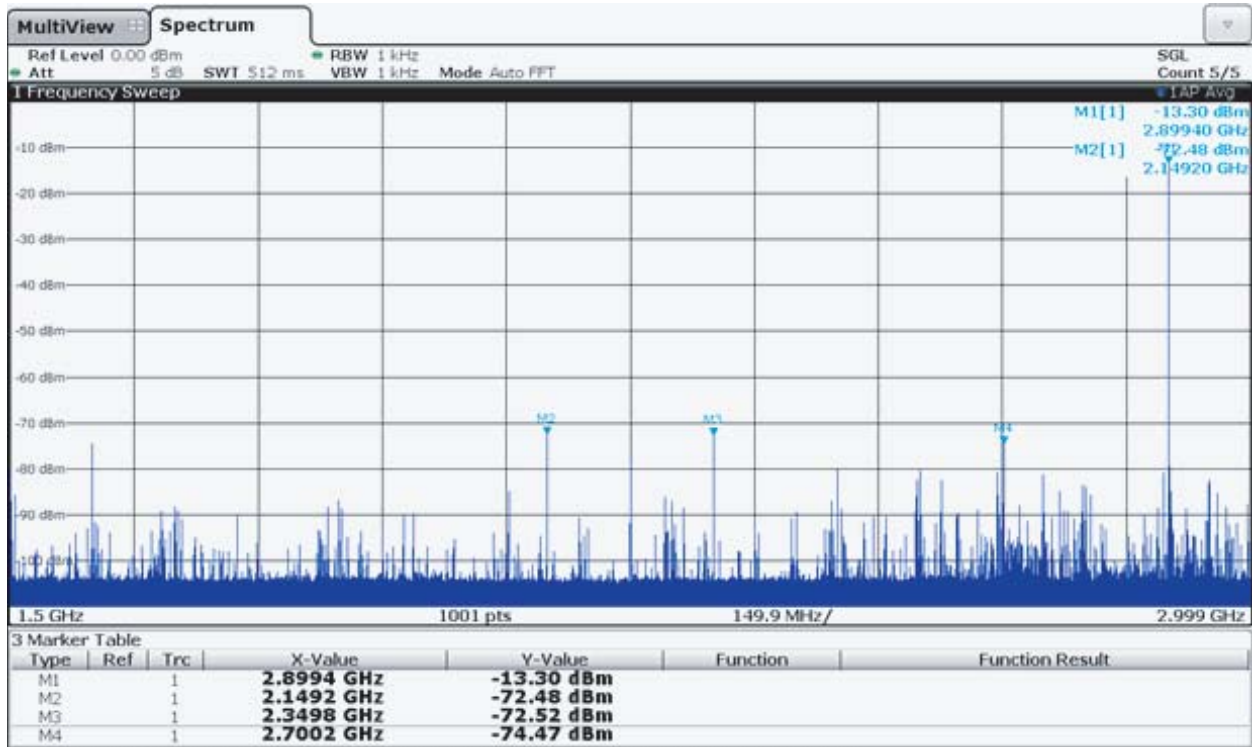 MultiView Spectrum
Ref Level 0.00 dBm RBW 1 kHz SGL
Att 5 dB SWT 512 ms VBW 1 kHz Mode Auto FFT Count 5/5
1 Frequency Sweep 1AP Avg
M1[1] -13.30 dBm
2.89940 GHz
-10 dBm
M2[1] -72.48 dBm
2.14920 GHz
-20 dBm
-30 dBm
-40 dBm
-50 dBm
-60 dBm
-70 dBm
M2 M3 M4
-80 dBm
-90 dBm
-100 dBm
1.5 GHz 1001 pts 149.9 MHz/ 2.999 GHz
3 Marker Table
Type Ref Trc X-Value Y-Value Function Function Result
M1 1 2.8994 GHz -13.30 dBm
M2 1 2.1492 GHz -72.48 dBm
M3 1 2.3498 GHz -72.52 dBm
M4 1 2.7002 GHz -74.47 dBm